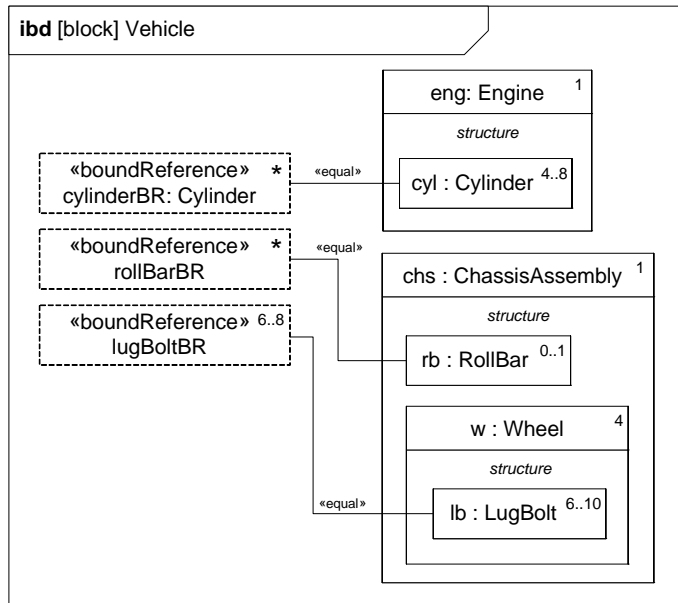 ibd [block] Vehicle
eng: Engine 1
structure
«boundReference» *
cylinderBR: Cylinder
«equal»
cyl : Cylinder 4..8
«boundReference» *
rollBarBR
«equal»
chs : ChassisAssembly 1
structure
«boundReference» 6..8
lugBoltBR
rb : RollBar 0..1
w : Wheel 4
structure
«equal»
lb : LugBolt 6..10